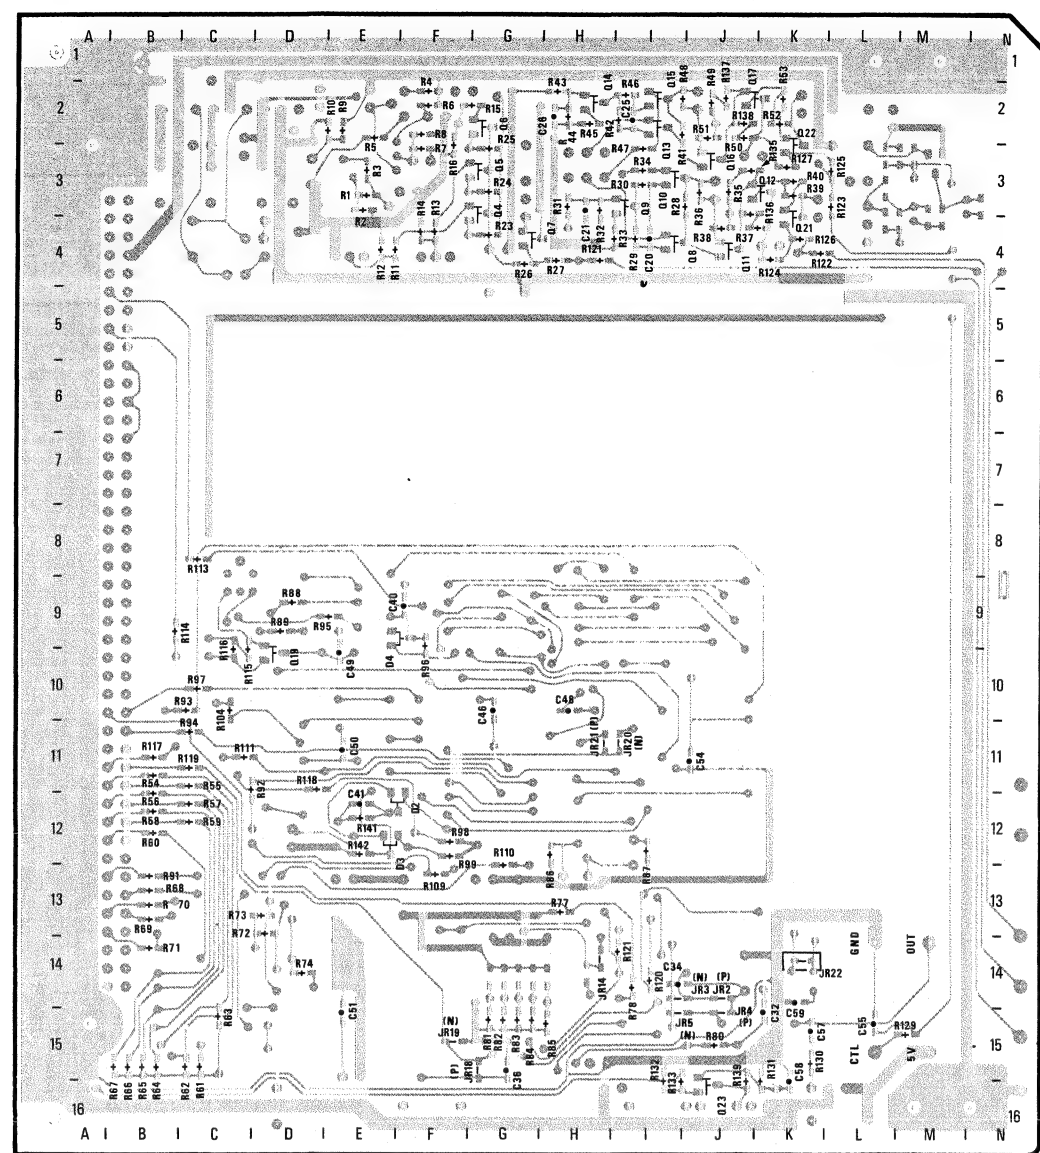 A I B I C I D I E I F I G I H I I I J I K I L I M I N
1 1
R4 R43 Q14 R46 Q15 R48 R49 R137 Q17 R53
2 R10 R9 R6 R15 C26 C25 2
R5 R8 R7 Q6 R25 R 44 R45 R42 R51 R138 R52 Q22
R3 R16 Q5 R47 R34 Q13 R41 R50 Q16 R135 R127 R125
3 R1 R24 R30 Q12 R40 R39 3
R2 R14 R13 Q4 R31 Q9 Q10 R28 R36 R35 R136 R123
R23 Q7 C21 R32 R33 R38 R37 Q21 R126
4 R12 R11 R26 R27 R121 R29 C20 Q8 Q11 R124 R122 4
5 5
6 6
7 7
8 8
R113
R88 C40
9 R114 R89 R95 9
R116 R115 Q19 C49 D4 R96
10 R97 10
R93 R104 C46 C48
R94 JR21 (P) JR20 (N)
11 R117 R111 C50 C54 11
R119 R92 R118
R54 R55 C41 D2
R56 R57
12 R58 R59 R141 R98 12
R60 R142 D3 R99 R110 R86 R87
R91 R109
13 R68 13
R 70 R73 R77
R69 R72
R71 R121 GND OUT
14 R74 C34 (N) (P) JR22 14
JR14 R120 JR3 JR2
R63 C51 R78 JR4 (P) C32 C59
(N) JR19 R81 R82 R83 R84 R85 JR5 (N) R80 C57 C55 R129
15 (P) JR18 C36 CTL 5V 15
R67 R66 R65 R64 R62 R61 R132 R133 R139 R131 C58 R130
16 Q23 16
A I B I C I D I E I F I G I H I I I J I K I L I M I N